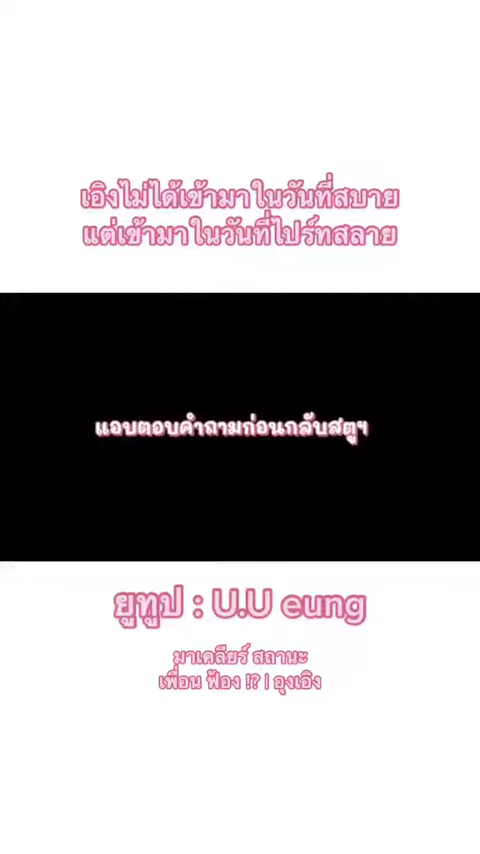 เอิงไม่ได้เข้ามาในวันที่สบาย
แต่เข้ามาในวันที่ไปร์ทสลาย
แอบตอบคำถามก่อนกลับสตูฯ
ยูทูป : U.U eung
มาเคลียร์ สถานะ
เพื่อน ฟ้อง !? | อุงเอิง